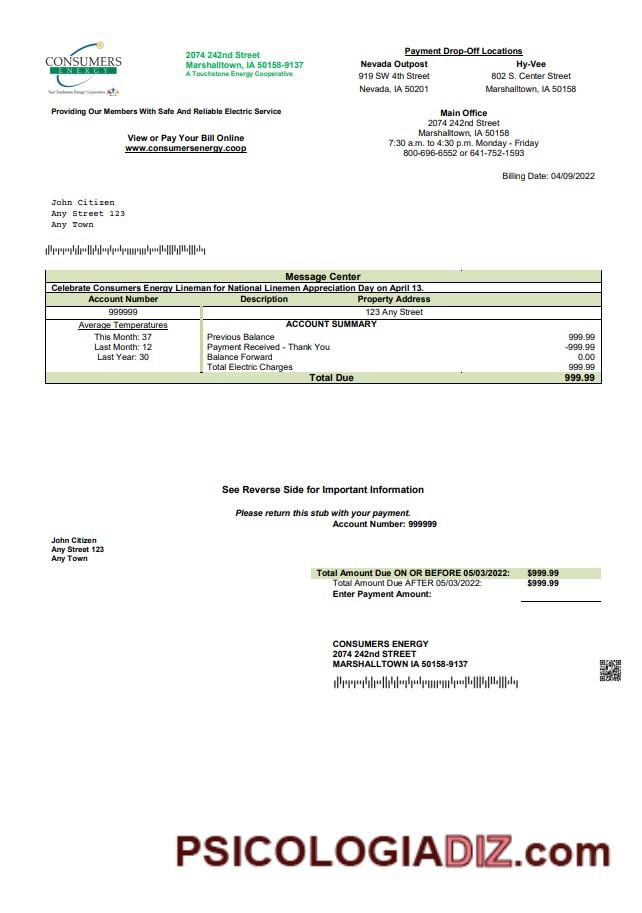 CONSUMERS
ENERGY
Your Touchstone Energy® Cooperative
2074 242nd Street
Marshalltown, IA 50158-9137
A Touchstone Energy Cooperative
Payment Drop-Off Locations
Nevada Outpost Hy-Vee
919 SW 4th Street 802 S. Center Street
Nevada, IA 50201 Marshalltown, IA 50158
Providing Our Members With Safe And Reliable Electric Service
Main Office
2074 242nd Street
Marshalltown, IA 50158
7:30 a.m. to 4:30 p.m. Monday - Friday
800-696-6552 or 641-752-1593
View or Pay Your Bill Online
www.consumersenergy.coop
Billing Date: 04/09/2022
John Citizen
Any Street 123
Any Town
Message Center
Celebrate Consumers Energy Lineman for National Linemen Appreciation Day on April 13.
Account Number Description Property Address
999999 123 Any Street
Average Temperatures ACCOUNT SUMMARY
This Month: 37 Previous Balance 999.99
Last Month: 12 Payment Received - Thank You -999.99
Last Year: 30 Balance Forward 0.00
Total Electric Charges 999.99
Total Due 999.99
See Reverse Side for Important Information
Please return this stub with your payment.
Account Number: 999999
John Citizen
Any Street 123
Any Town
Total Amount Due ON OR BEFORE 05/03/2022: $999.99
Total Amount Due AFTER 05/03/2022: $999.99
Enter Payment Amount:
CONSUMERS ENERGY
2074 242nd STREET
MARSHALLTOWN IA 50158-9137
PSICOLOGIADIZ.com